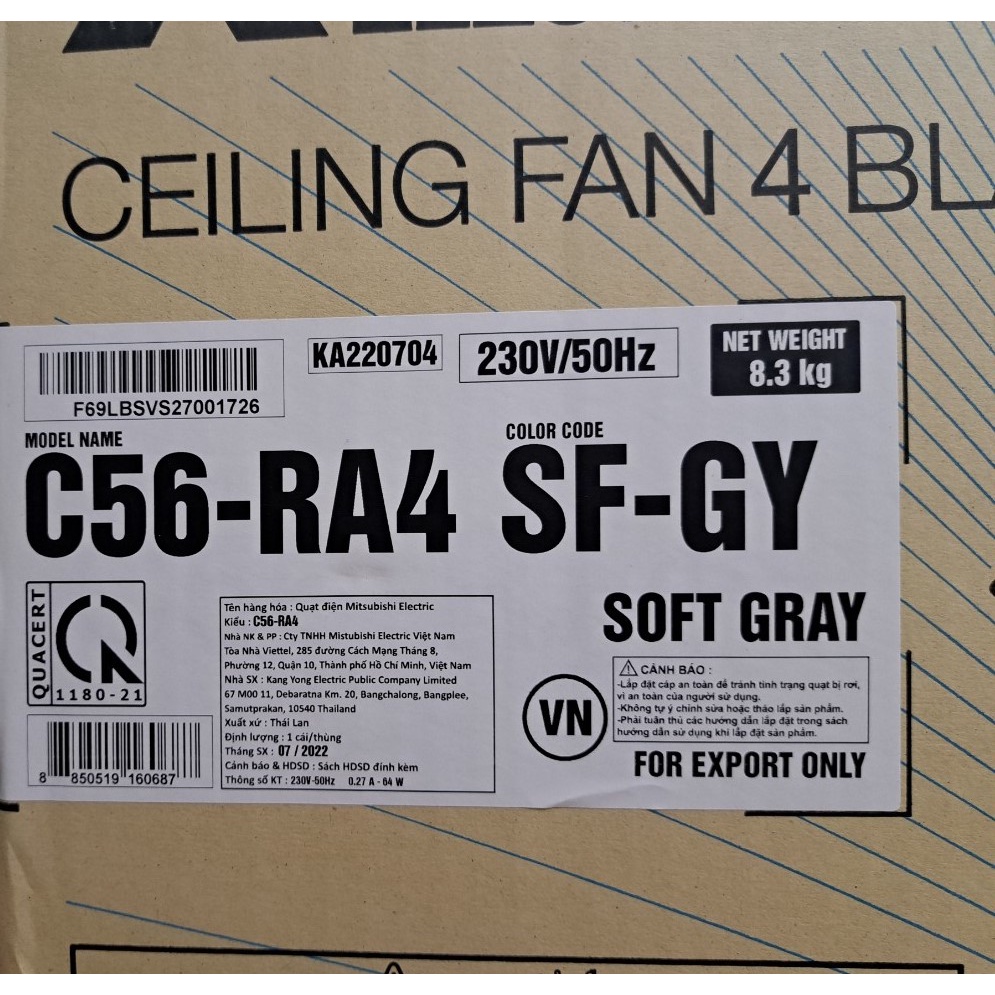 CEILING FAN 4
F69LBSVS27001726
KA220704
230V/50Hz
NET WEIGHT
8.3 kg
MODEL NAME
C56-RA4
COLOR CODE
SF-GY
SOFT GRAY
QUACERT
1180-21
Tên hàng hóa : Quạt điện Mitsubishi Electric
Kiểu : C56-RA4
Nhà NK & PP : Cty TNHH Mistubishi Electric Việt Nam
Tòa Nhà Viettel, 285 đường Cách Mạng Tháng 8,
Phường 12, Quận 10, Thành phố Hồ Chí Minh, Việt Nam
Nhà SX : Kang Yong Electric Public Company Limited
67 M00 11, Debaratna Km. 20, Bangchalong, Bangplee,
Samutprakan, 10540 Thailand
Xuất xứ : Thái Lan
Định lượng : 1 cái/thùng
Tháng SX : 07 / 2022
Cảnh báo & HDSD : Sách HDSD đính kèm
Thông số KT : 230V-50Hz 0.27 A - 64 W
8 850519 160687
VN
CẢNH BÁO :
-Lắp đặt cáp an toàn để tránh tình trạng quạt bị rơi,
vì an toàn của người sử dụng.
-Không tự ý chỉnh sửa hoặc tháo lắp sản phẩm.
-Phải tuân thủ các hướng dẫn lắp đặt trong sách
hướng dẫn sử dụng khi lắp đặt sản phẩm.
FOR EXPORT ONLY